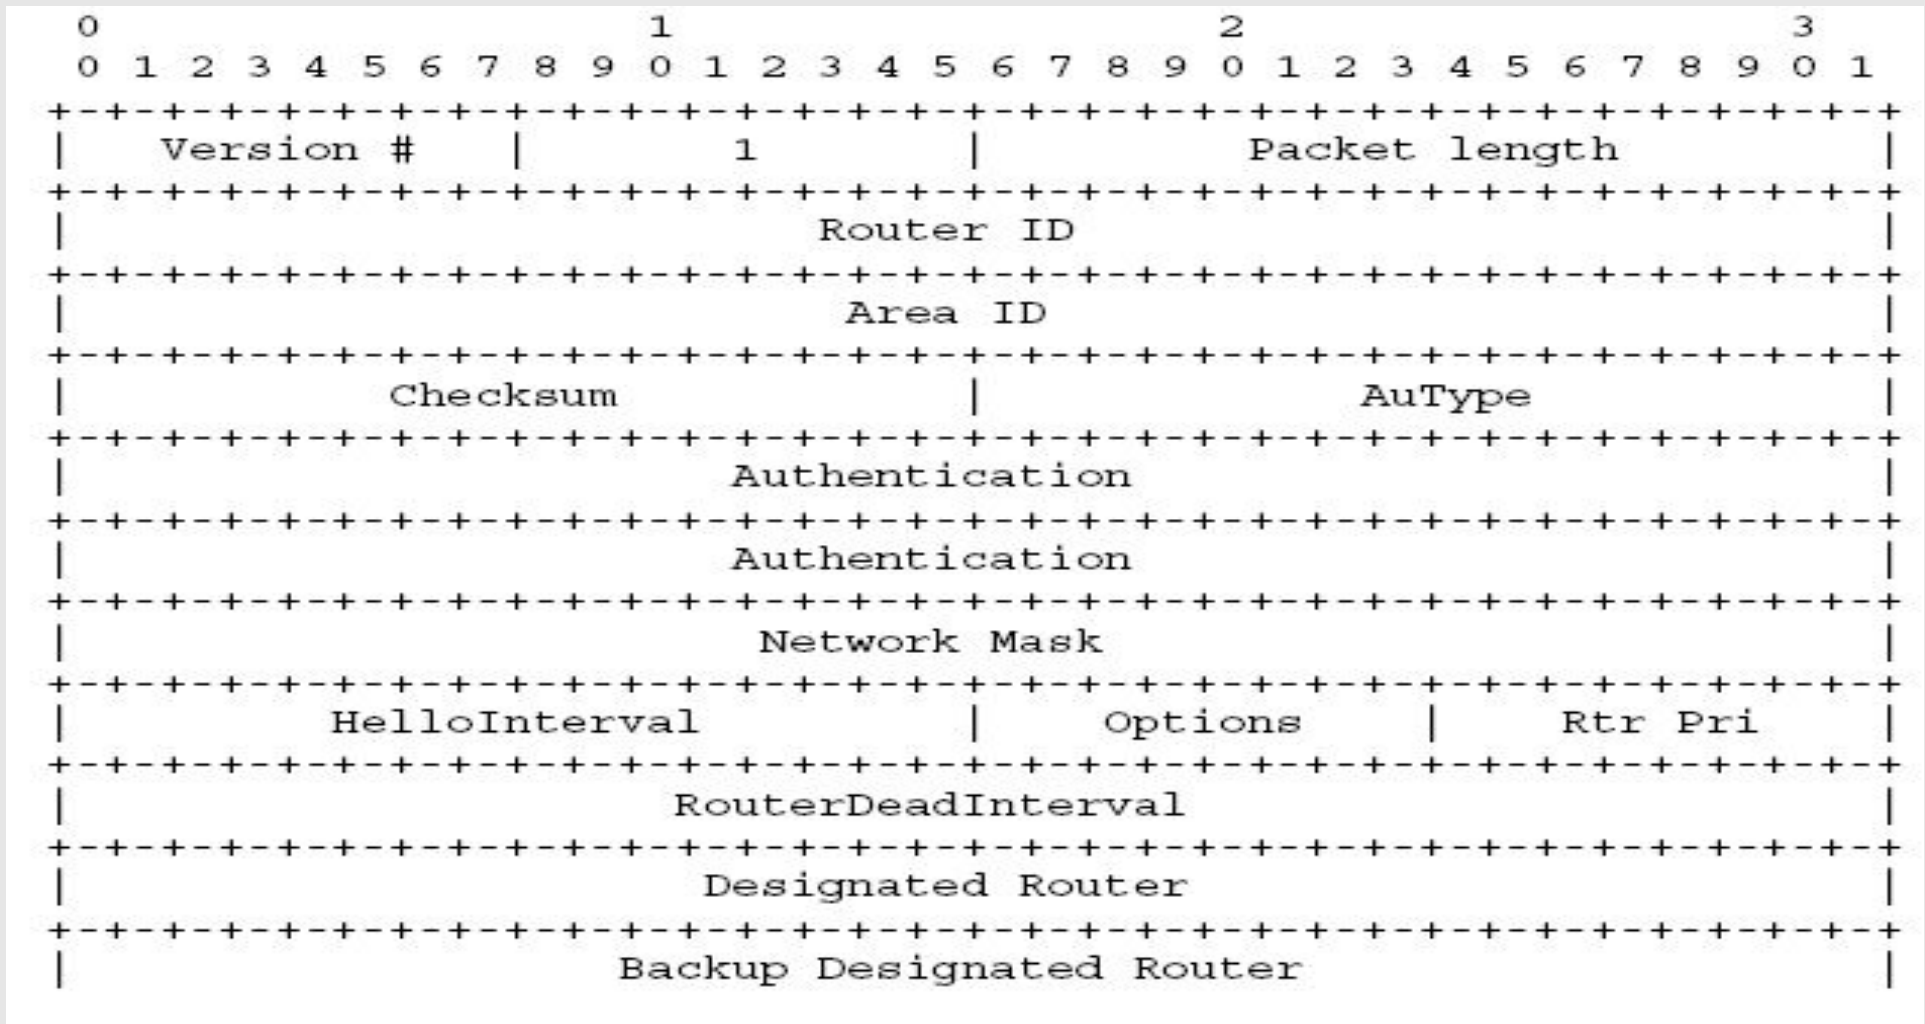 0 1 2 3
0 1 2 3 4 5 6 7 8 9 0 1 2 3 4 5 6 7 8 9 0 1 2 3 4 5 6 7 8 9 0 1
+-+-+-+-+-+-+-+-+-+-+-+-+-+-+-+-+-+-+-+-+-+-+-+-+-+-+-+-+-+-+-+-+
| Version # | 1 | Packet length |
+-+-+-+-+-+-+-+-+-+-+-+-+-+-+-+-+-+-+-+-+-+-+-+-+-+-+-+-+-+-+-+-+
| Router ID |
+-+-+-+-+-+-+-+-+-+-+-+-+-+-+-+-+-+-+-+-+-+-+-+-+-+-+-+-+-+-+-+-+
| Area ID |
+-+-+-+-+-+-+-+-+-+-+-+-+-+-+-+-+-+-+-+-+-+-+-+-+-+-+-+-+-+-+-+-+
| Checksum | AuType |
+-+-+-+-+-+-+-+-+-+-+-+-+-+-+-+-+-+-+-+-+-+-+-+-+-+-+-+-+-+-+-+-+
| Authentication |
+-+-+-+-+-+-+-+-+-+-+-+-+-+-+-+-+-+-+-+-+-+-+-+-+-+-+-+-+-+-+-+-+
| Authentication |
+-+-+-+-+-+-+-+-+-+-+-+-+-+-+-+-+-+-+-+-+-+-+-+-+-+-+-+-+-+-+-+-+
| Network Mask |
+-+-+-+-+-+-+-+-+-+-+-+-+-+-+-+-+-+-+-+-+-+-+-+-+-+-+-+-+-+-+-+-+
| HelloInterval | Options | Rtr Pri |
+-+-+-+-+-+-+-+-+-+-+-+-+-+-+-+-+-+-+-+-+-+-+-+-+-+-+-+-+-+-+-+-+
| RouterDeadInterval |
+-+-+-+-+-+-+-+-+-+-+-+-+-+-+-+-+-+-+-+-+-+-+-+-+-+-+-+-+-+-+-+-+
| Designated Router |
+-+-+-+-+-+-+-+-+-+-+-+-+-+-+-+-+-+-+-+-+-+-+-+-+-+-+-+-+-+-+-+-+
| Backup Designated Router |